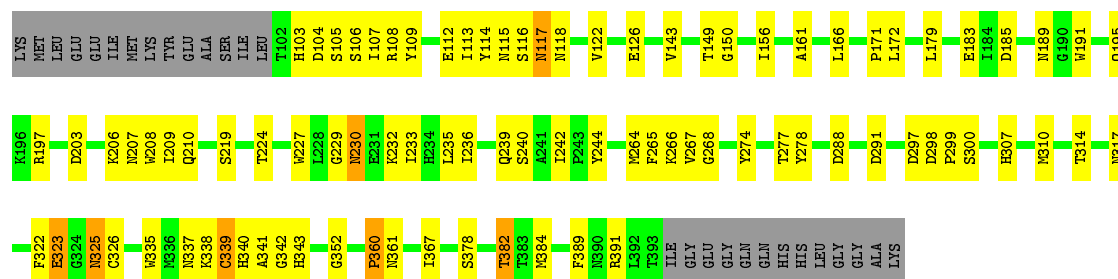 LYS MET LEU GLU GLU ILE MET LYS TYR GLU ALA SER ILE LEU T102 H103 D104 S105 S106 I107 R108 Y109 E112 I113 Y114 N115 S116 N117 N118 V122 E126 V143 T149 G150 I156 A161 L166 P171 L172 L179 E183 I184 D185 N189 G190 W191 Q195
K196 R197 D203 K206 N207 W208 I209 Q210 S219 T224 W227 L228 G229 N230 E231 K232 I233 H234 L235 I236 Q239 S240 A241 I242 P243 Y244 M264 F265 K266 V267 G268 Y274 T277 Y278 D288 D291 D297 D298 P299 S300 H307 M310 T314 N317
F322 E323 G324 N325 C326 W335 M336 N337 K338 C339 H340 A341 G342 H343 G352 P360 N361 I367 S378 T382 T383 M384 F389 N390 R391 L392 T393 ILE GLY GLU GLY GLN GLN HIS HIS LEU GLY GLY ALA LYS